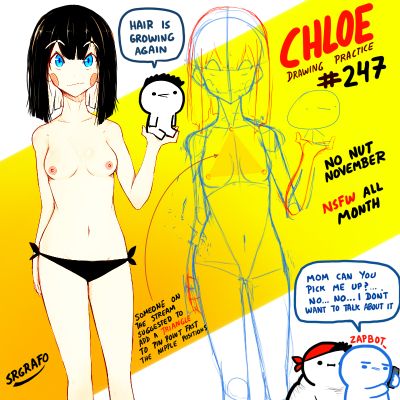 HAIR IS
GROWING
AGAIN
CHLOE
DRAWING PRACTICE
#247
NO NUT
NOVEMBER
NSFW ALL
MONTH
SOMEONE ON
THE STREAM
SUGGESTED TO
ADD A TRIANGLE
TO PIN POINT FAST
THE NIPPLE POSITIONS
MOM CAN YOU
PICK ME UP?....
NO... NO... I DONT
WANT TO TALK ABOUT IT
ZAPBOT
SRGRAFO